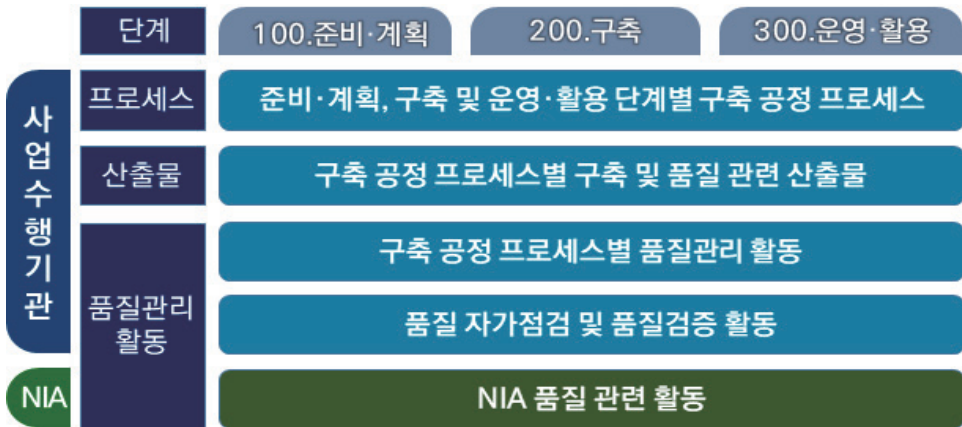 단계
100.준비·계획
200.구축
300.운영·활용
사업수행기관
프로세스
준비·계획, 구축 및 운영·활용 단계별 구축 공정 프로세스
산출물
구축 공정 프로세스별 구축 및 품질 관련 산출물
품질관리
활동
구축 공정 프로세스별 품질관리 활동
품질 자가점검 및 품질검증 활동
NIA
NIA 품질 관련 활동